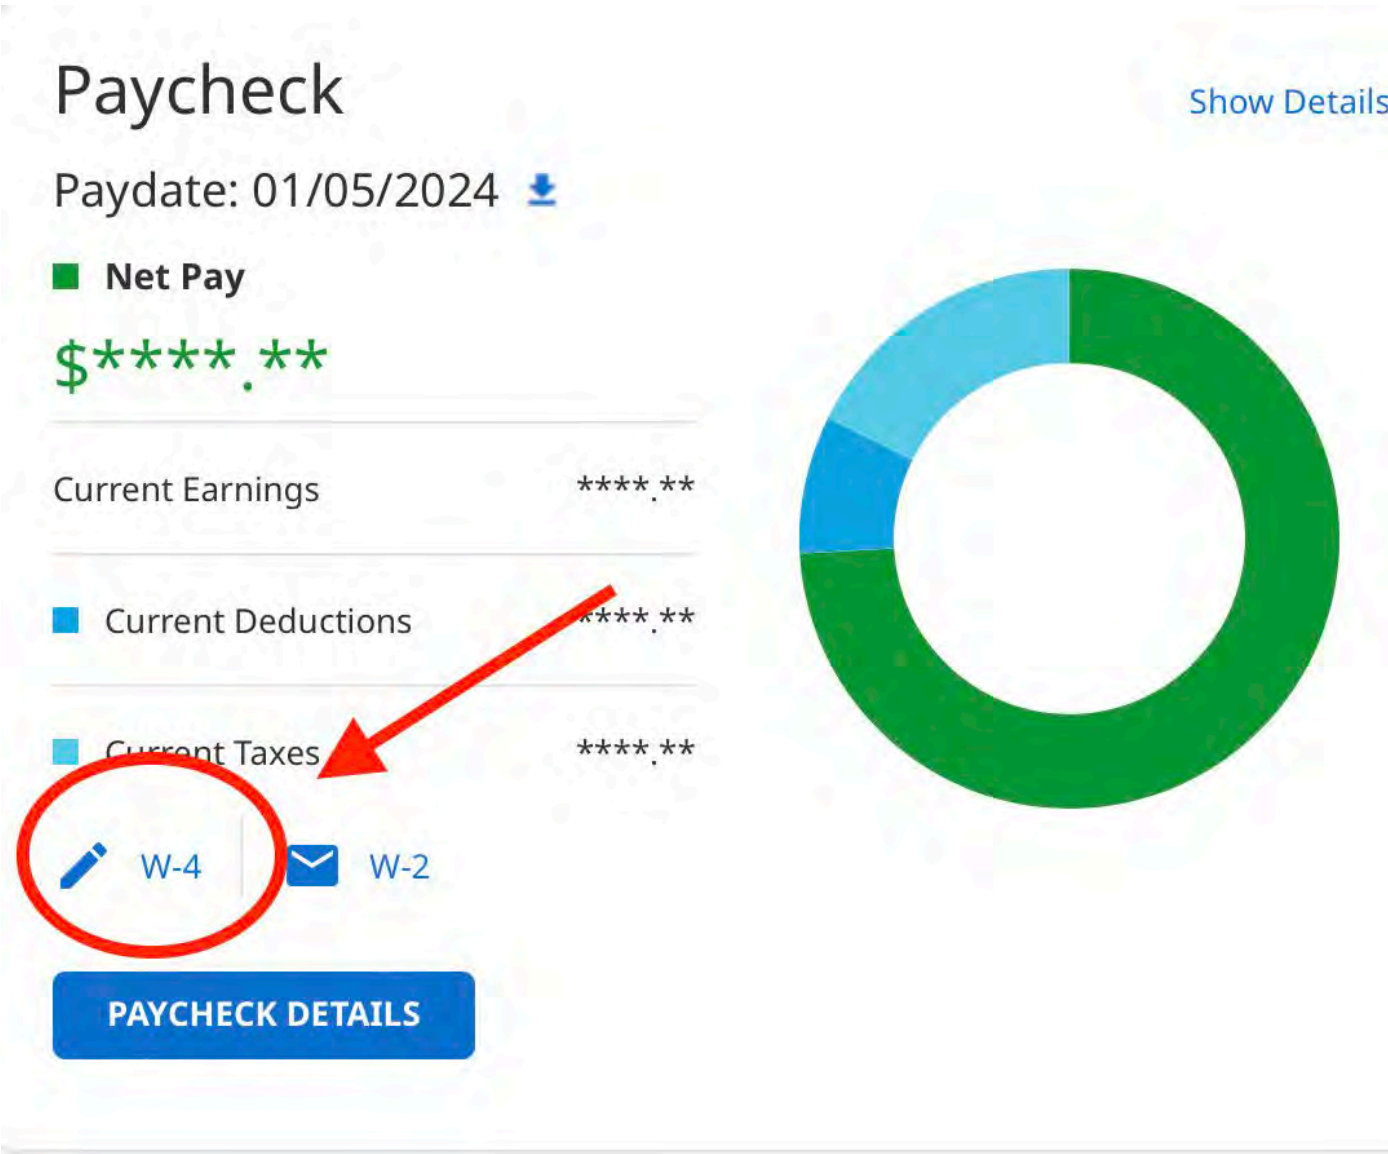 Paycheck
Show Details
Paydate: 01/05/2024
Net Pay
$****.**
Current Earnings ****.**
Current Deductions ****.**
Current Taxes ****.**
W-4 W-2
PAYCHECK DETAILS